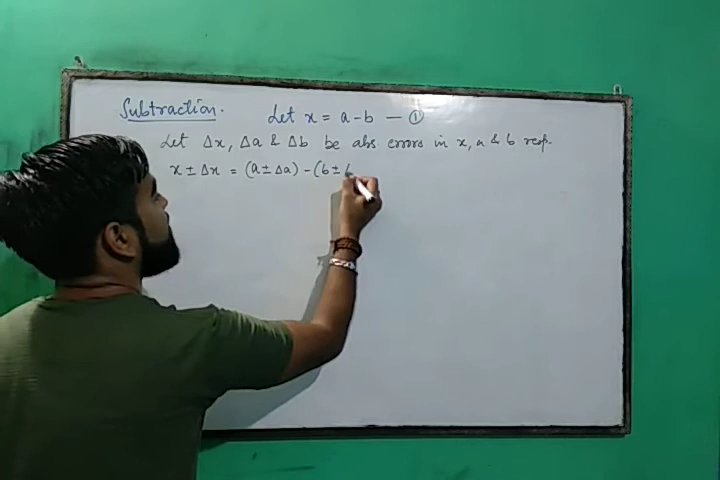 Subtraction. Let x = a - b — ①
Let Δx, Δa & Δb be abs errors in x, a & b resp.
x ± Δx = (a ± Δa) - (b ±